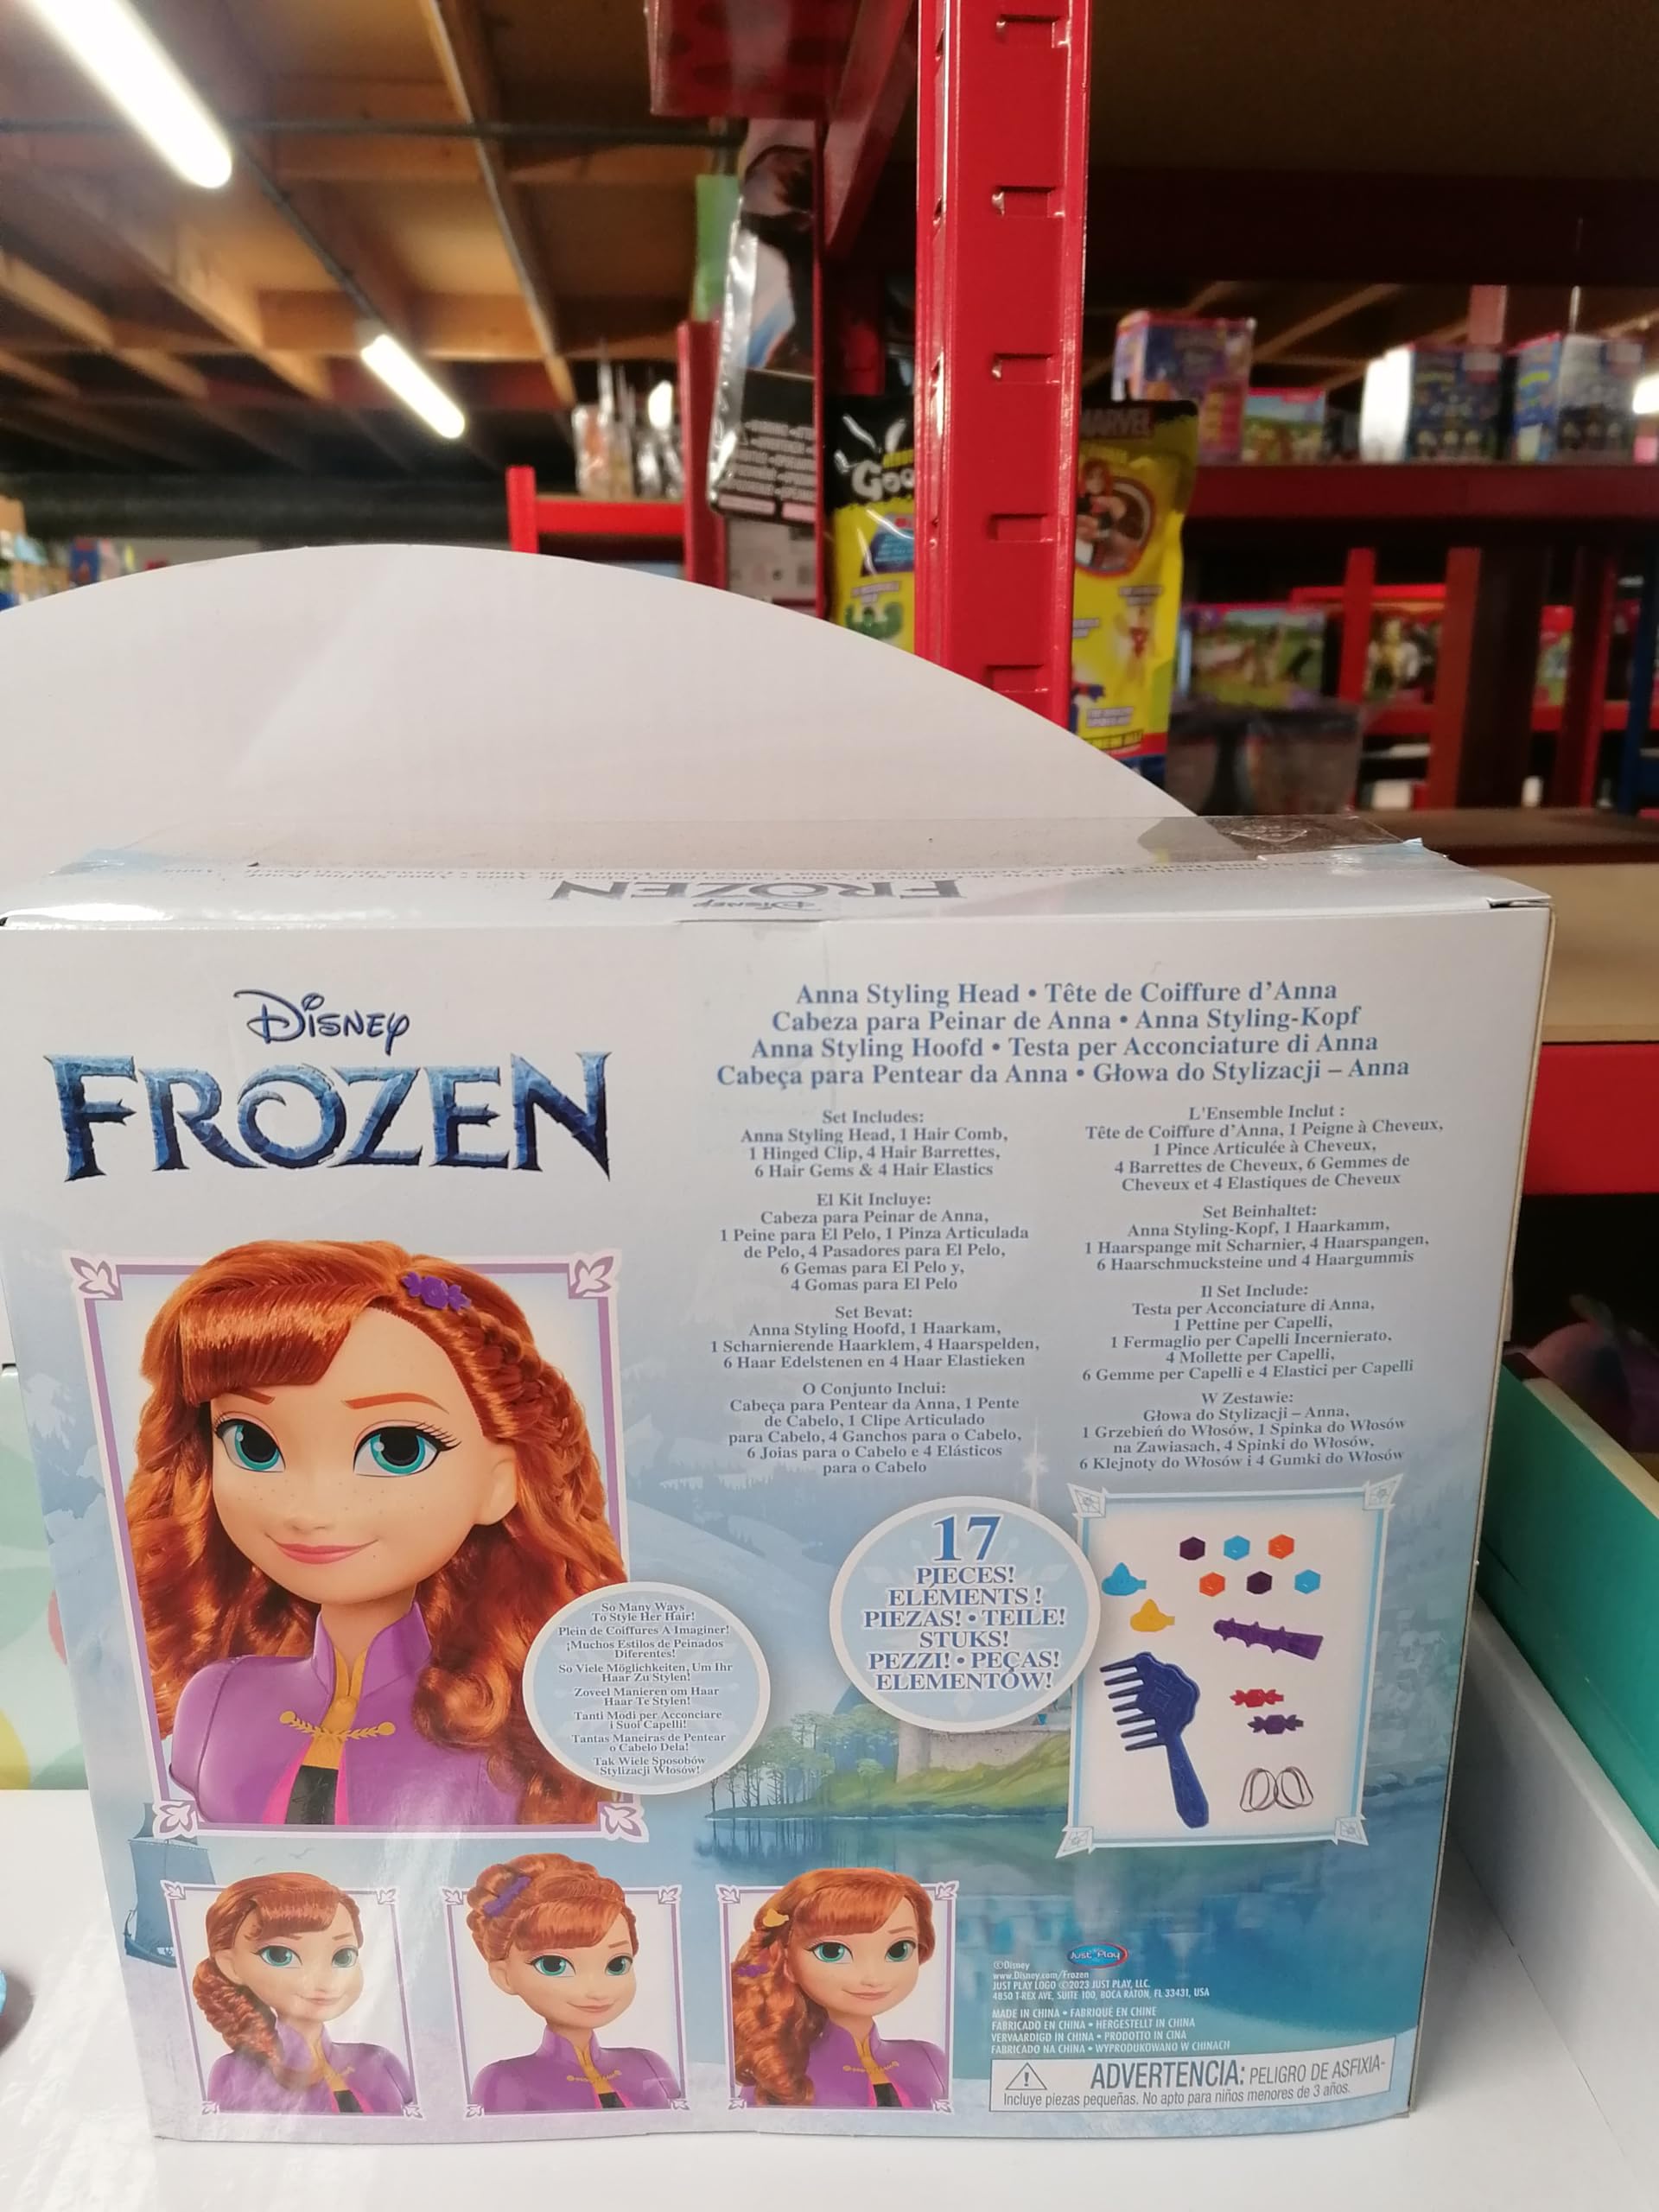 MARVEL
Goo
FROZEN
Disney
Disney
FROZEN
Anna Styling Head • Tête de Coiffure d'Anna
Cabeza para Peinar de Anna • Anna Styling-Kopf
Anna Styling Hoofd • Testa per Acconciature di Anna
Cabeça para Pentear da Anna • Głowa do Stylizacji – Anna
Set Includes:
Anna Styling Head, 1 Hair Comb,
1 Hinged Clip, 4 Hair Barrettes,
6 Hair Gems & 4 Hair Elastics
El Kit Incluye:
Cabeza para Peinar de Anna,
1 Peine para El Pelo, 1 Pinza Articulada
de Pelo, 4 Pasadores para El Pelo,
6 Gemas para El Pelo y,
4 Gomas para El Pelo
Set Bevat:
Anna Styling Hoofd, 1 Haarkam,
1 Scharnierende Haarklem, 4 Haarspelden,
6 Haar Edelstenen en 4 Haar Elasticken
O Conjunto Inclui:
Cabeça para Pentear da Anna, 1 Pente
de Cabelo, 1 Clipe Articulado
para Cabelo, 4 Ganchos para o Cabelo,
6 Joias para o Cabelo e 4 Elásticos
para o Cabelo
L'Ensemble Inclut :
Tête de Coiffure d'Anna, 1 Peigne à Cheveux,
1 Pince Articulée à Cheveux,
4 Barrettes de Cheveux, 6 Gemmes de
Cheveux et 4 Elastiques de Cheveux
Set Beinhaltet:
Anna Styling-Kopf, 1 Haarkamm,
1 Haarspange mit Scharnier, 4 Haarspangen,
6 Haarschmucksteine und 4 Haargummis
Il Set Include:
Testa per Acconciature di Anna,
1 Pettine per Capelli,
1 Fermaglio per Capelli Incernierato,
4 Mollette per Capelli,
6 Gemme per Capelli e 4 Elastici per Capelli
W Zestawie:
Głowa do Stylizacji – Anna,
1 Grzebień do Włosów, 1 Spinka do Włosów
na Zawiasach, 4 Spinki do Włosów,
6 Klejnoty do Włosów i 4 Gumki do Włosów
So Many Ways
To Style Her Hair!
Plein de Coiffures A Imaginer!
¡Muchos Estilos de Peinados
Diferentes!
So Viele Möglichkeiten, Um Ihr
Haar Zu Stylen!
Zoveel Manieren om Haar
Haar Te Stylen!
Tanti Modi per Acconciare
i Suoi Capelli!
Tantas Maneiras de Pentear
o Cabelo Dela!
Tak Wiele Sposobów
Stylizacji Włosów!
17
PIECES!
ELÉMENTS !
PIEZAS! • TEILE!
STUKS!
PEZZI! • PEÇAS!
ELEMENTÓW!
Just Play
©Disney
www.Disney.com/Frozen
JUST PLAY LOGO ©2023 JUST PLAY, LLC.
4850 T-REX AVE, SUITE 100, BOCA RATON, FL 33431, USA
MADE IN CHINA • FABRIQUÉ EN CHINE
FABRICADO EN CHINA • HERGESTELLT IN CHINA
VERVAARDIGD IN CHINA • PRODOTTO IN CINA
FABRICADO NA CHINA • WYPRODUKOWANO W CHINACH
ADVERTENCIA: PELIGRO DE ASFIXIA-
Incluye piezas pequeñas. No apto para niños menores de 3 años.